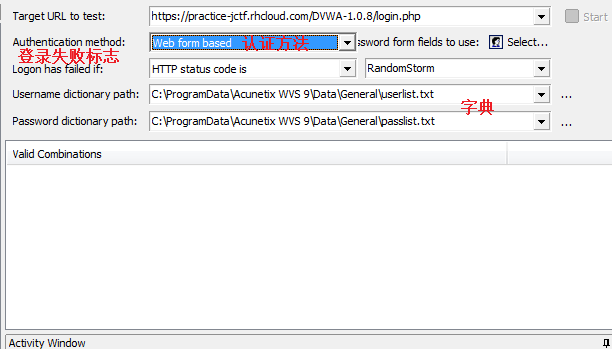 Target URL to test: https://practice-jctf.rhcloud.com/DVWA-1.0.8/login.php Start
Authentication method: Web form based 认证方法 ssword form fields to use: Select...
登录失败标志
Logon has failed if: HTTP status code is RandomStorm
Username dictionary path: C:\ProgramData\Acunetix WVS 9\Data\General\userlist.txt ...
字典
Password dictionary path: C:\ProgramData\Acunetix WVS 9\Data\General\passlist.txt ...
Valid Combinations
Activity Window